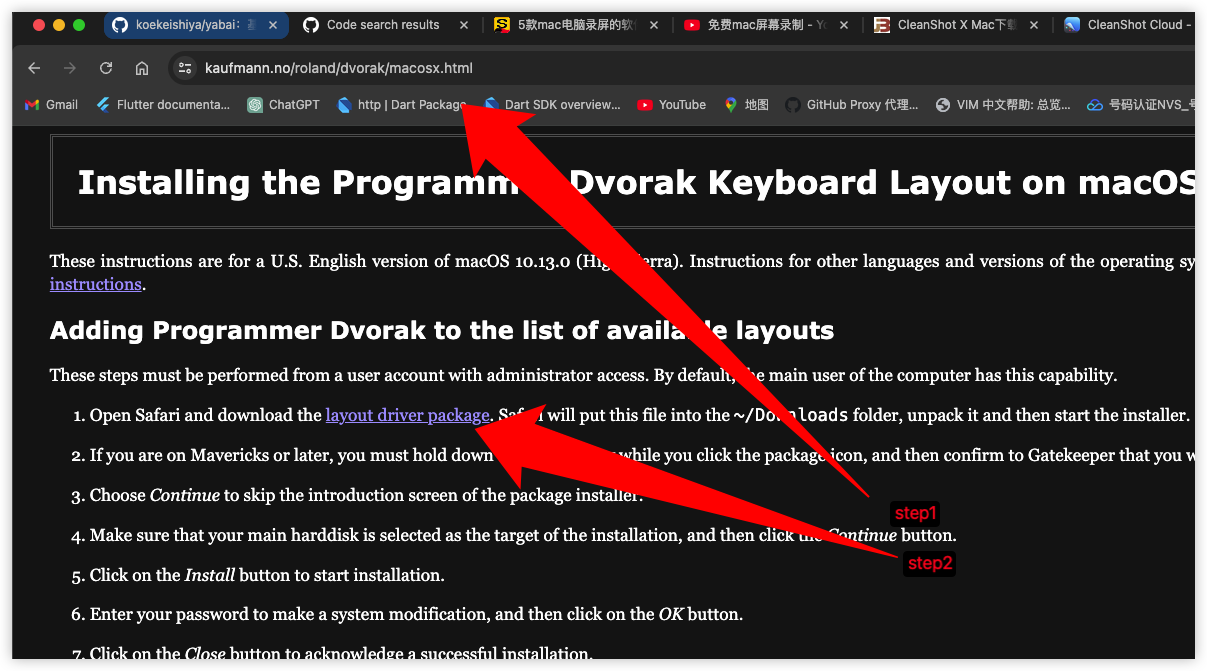 koekeishiya/yabai:
Code search results
5款mac电脑录屏的软
免费mac屏幕录制 - Yo
CleanShot X Mac下
CleanShot Cloud -
kaufmann.no/roland/dvorak/macosx.html
Gmail
Flutter documenta...
ChatGPT
http | Dart Package
Dart SDK overview...
YouTube
地图
GitHub Proxy 代理...
VIM 中文帮助: 总览...
号码认证NVS_号
Installing the Programm Dvorak Keyboard Layout on macOS
These instructions are for a U.S. English version of macOS 10.13.0 (High Sierra). Instructions for other languages and versions of the operating sy
instructions.
Adding Programmer Dvorak to the list of available layouts
These steps must be performed from a user account with administrator access. By default, the main user of the computer has this capability.
1. Open Safari and download the layout driver package. Safari will put this file into the ~/Downloads folder, unpack it and then start the installer.
2. If you are on Mavericks or later, you must hold down while you click the package icon, and then confirm to Gatekeeper that you w
3. Choose Continue to skip the introduction screen of the package installer.
step1
4. Make sure that your main harddisk is selected as the target of the installation, and then click the Continue button.
step2
5. Click on the Install button to start installation.
6. Enter your password to make a system modification, and then click on the OK button.
7. Click on the Close button to acknowledge a successful installation.